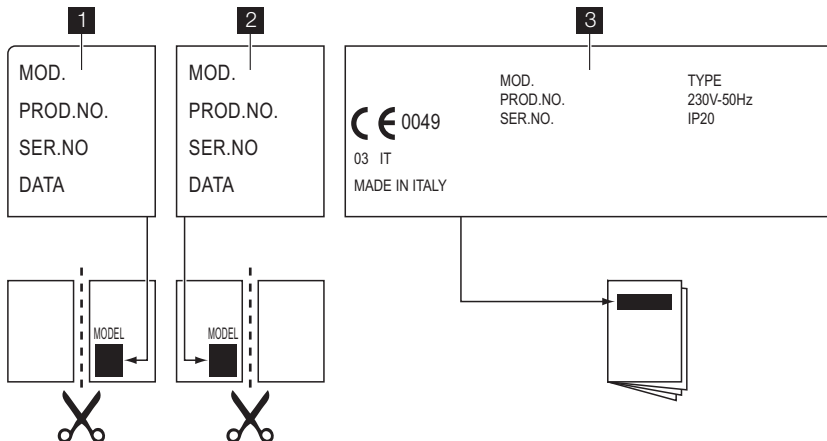 1
MOD.
PROD.NO.
SER.NO
DATA
2
MOD.
PROD.NO.
SER.NO
DATA
3
CE 0049
03 IT
MADE IN ITALY
MOD.
PROD.NO.
SER.NO.
TYPE
230V-50Hz
IP20
MODEL
MODEL